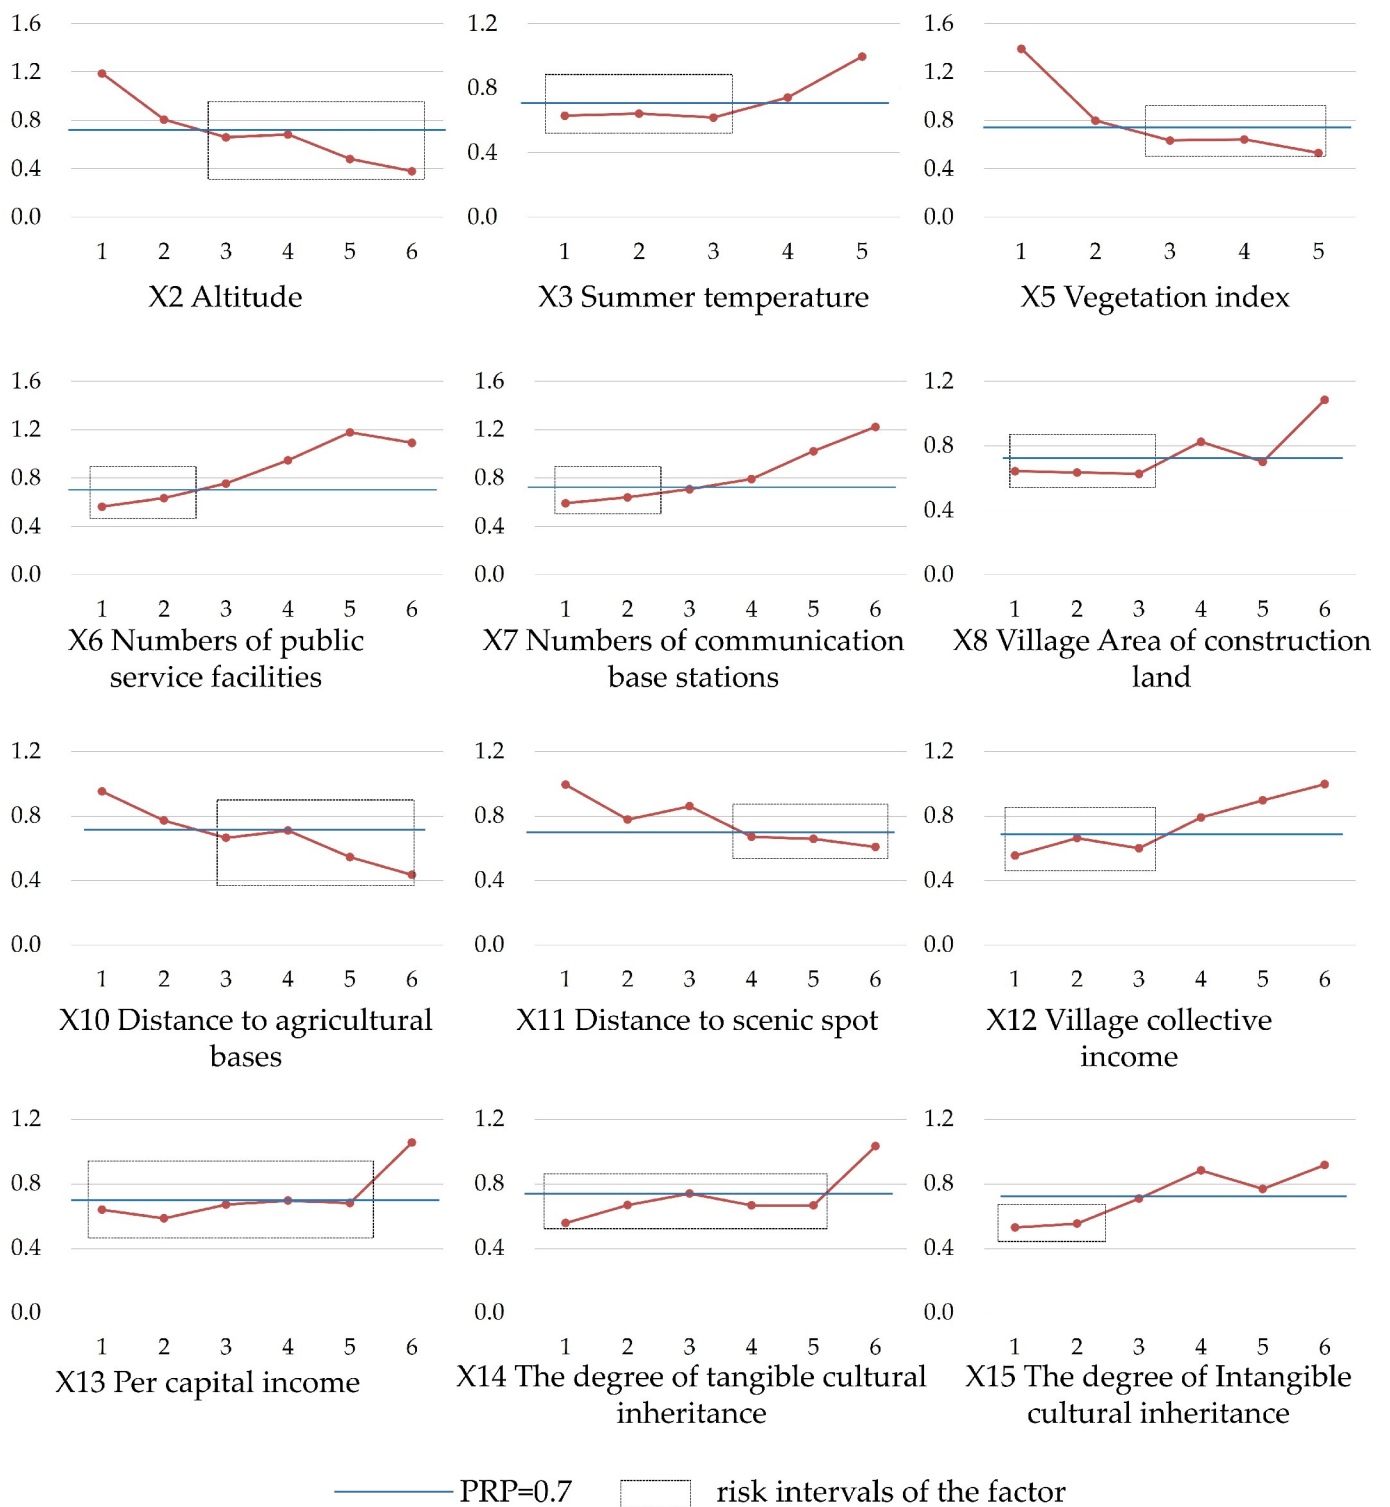 1.6
1.2
0.8
0.4
0.0
1 2 3 4 5 6
X2 Altitude
1.2
0.8
0.4
0.0
1 2 3 4 5
X3 Summer temperature
1.6
1.2
0.8
0.4
0.0
1 2 3 4 5
X5 Vegetation index
1.6
1.2
0.8
0.4
0.0
1 2 3 4 5 6
X6 Numbers of public
service facilities
1.6
1.2
0.8
0.4
0.0
1 2 3 4 5 6
X7 Numbers of communication
base stations
1.2
0.8
0.4
0.0
1 2 3 4 5 6
X8 Village Area of construction
land
1.2
0.8
0.4
0.0
1 2 3 4 5 6
X10 Distance to agricultural
bases
1.2
0.8
0.4
0.0
1 2 3 4 5 6
X11 Distance to scenic spot
1.2
0.8
0.4
0.0
1 2 3 4 5 6
X12 Village collective
income
1.2
0.8
0.4
0.0
1 2 3 4 5 6
X13 Per capital income
1.2
0.8
0.4
0.0
1 2 3 4 5 6
X14 The degree of tangible cultural
inheritance
1.2
0.8
0.4
0.0
1 2 3 4 5 6
X15 The degree of Intangible
cultural inheritance
PRP=0.7
risk intervals of the factor